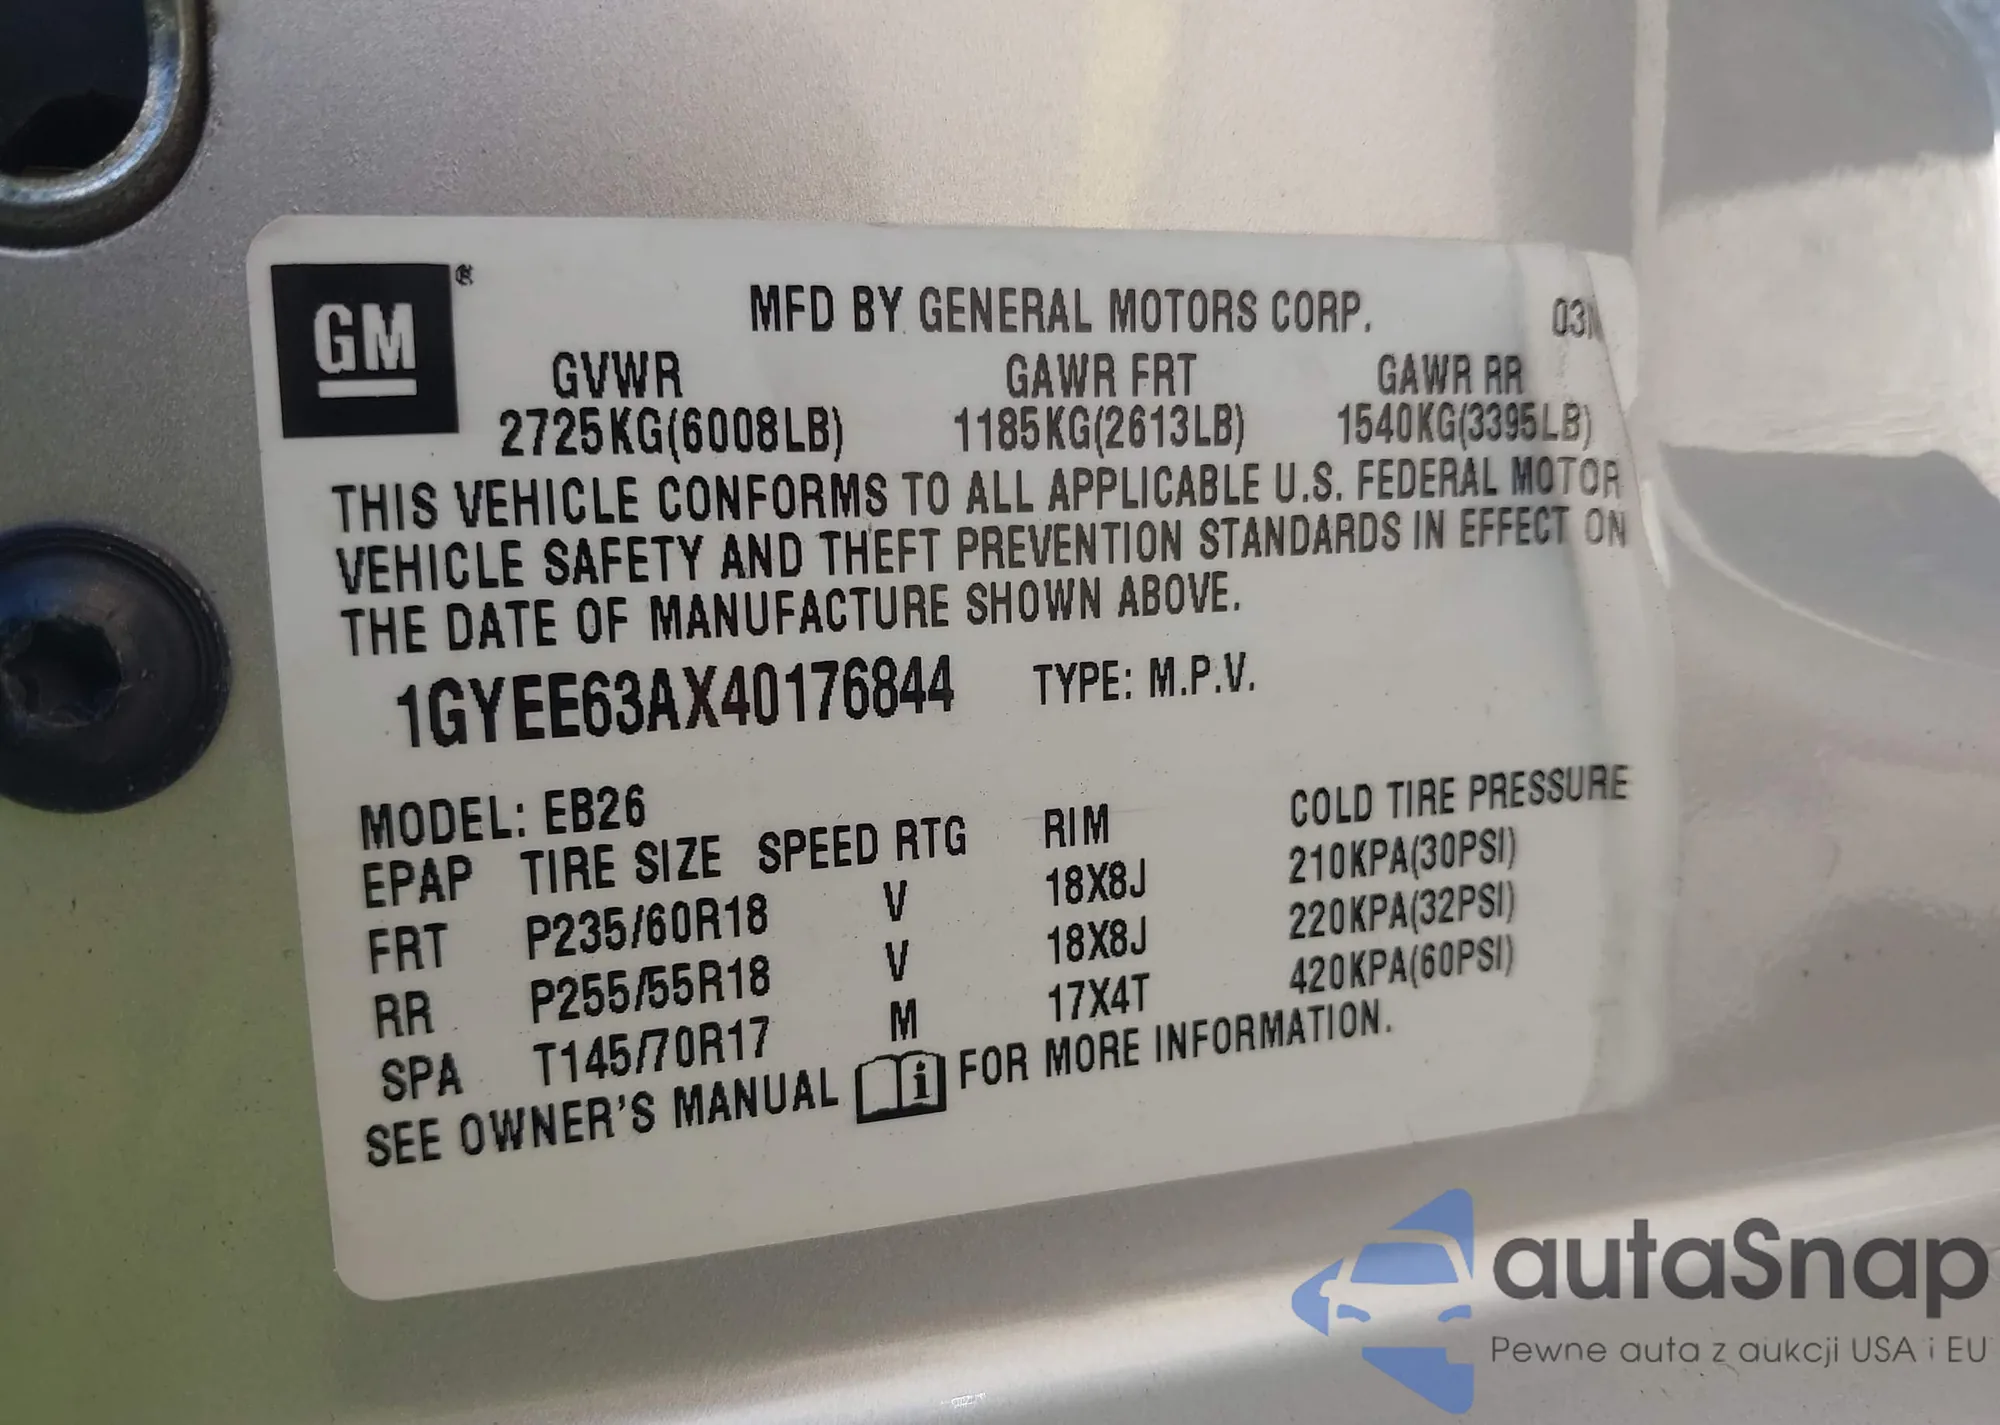 GM®
MFD BY GENERAL MOTORS CORP. 03
GVWR GAWR FRT GAWR RR
2725KG(6008LB) 1185KG(2613LB) 1540KG(3395LB)
THIS VEHICLE CONFORMS TO ALL APPLICABLE U.S. FEDERAL MOTOR
VEHICLE SAFETY AND THEFT PREVENTION STANDARDS IN EFFECT ON
THE DATE OF MANUFACTURE SHOWN ABOVE.
1GYEE63AX40176844 TYPE: M.P.V.
MODEL: EB26
EPAP TIRE SIZE SPEED RTG RIM COLD TIRE PRESSURE
FRT P235/60R18 V 18X8J 210KPA(30PSI)
RR P255/55R18 V 18X8J 220KPA(32PSI)
SPA T145/70R17 M 17X4T 420KPA(60PSI)
SEE OWNER'S MANUAL i FOR MORE INFORMATION.
autaSnap
Pewne auta z aukcji USA i EU